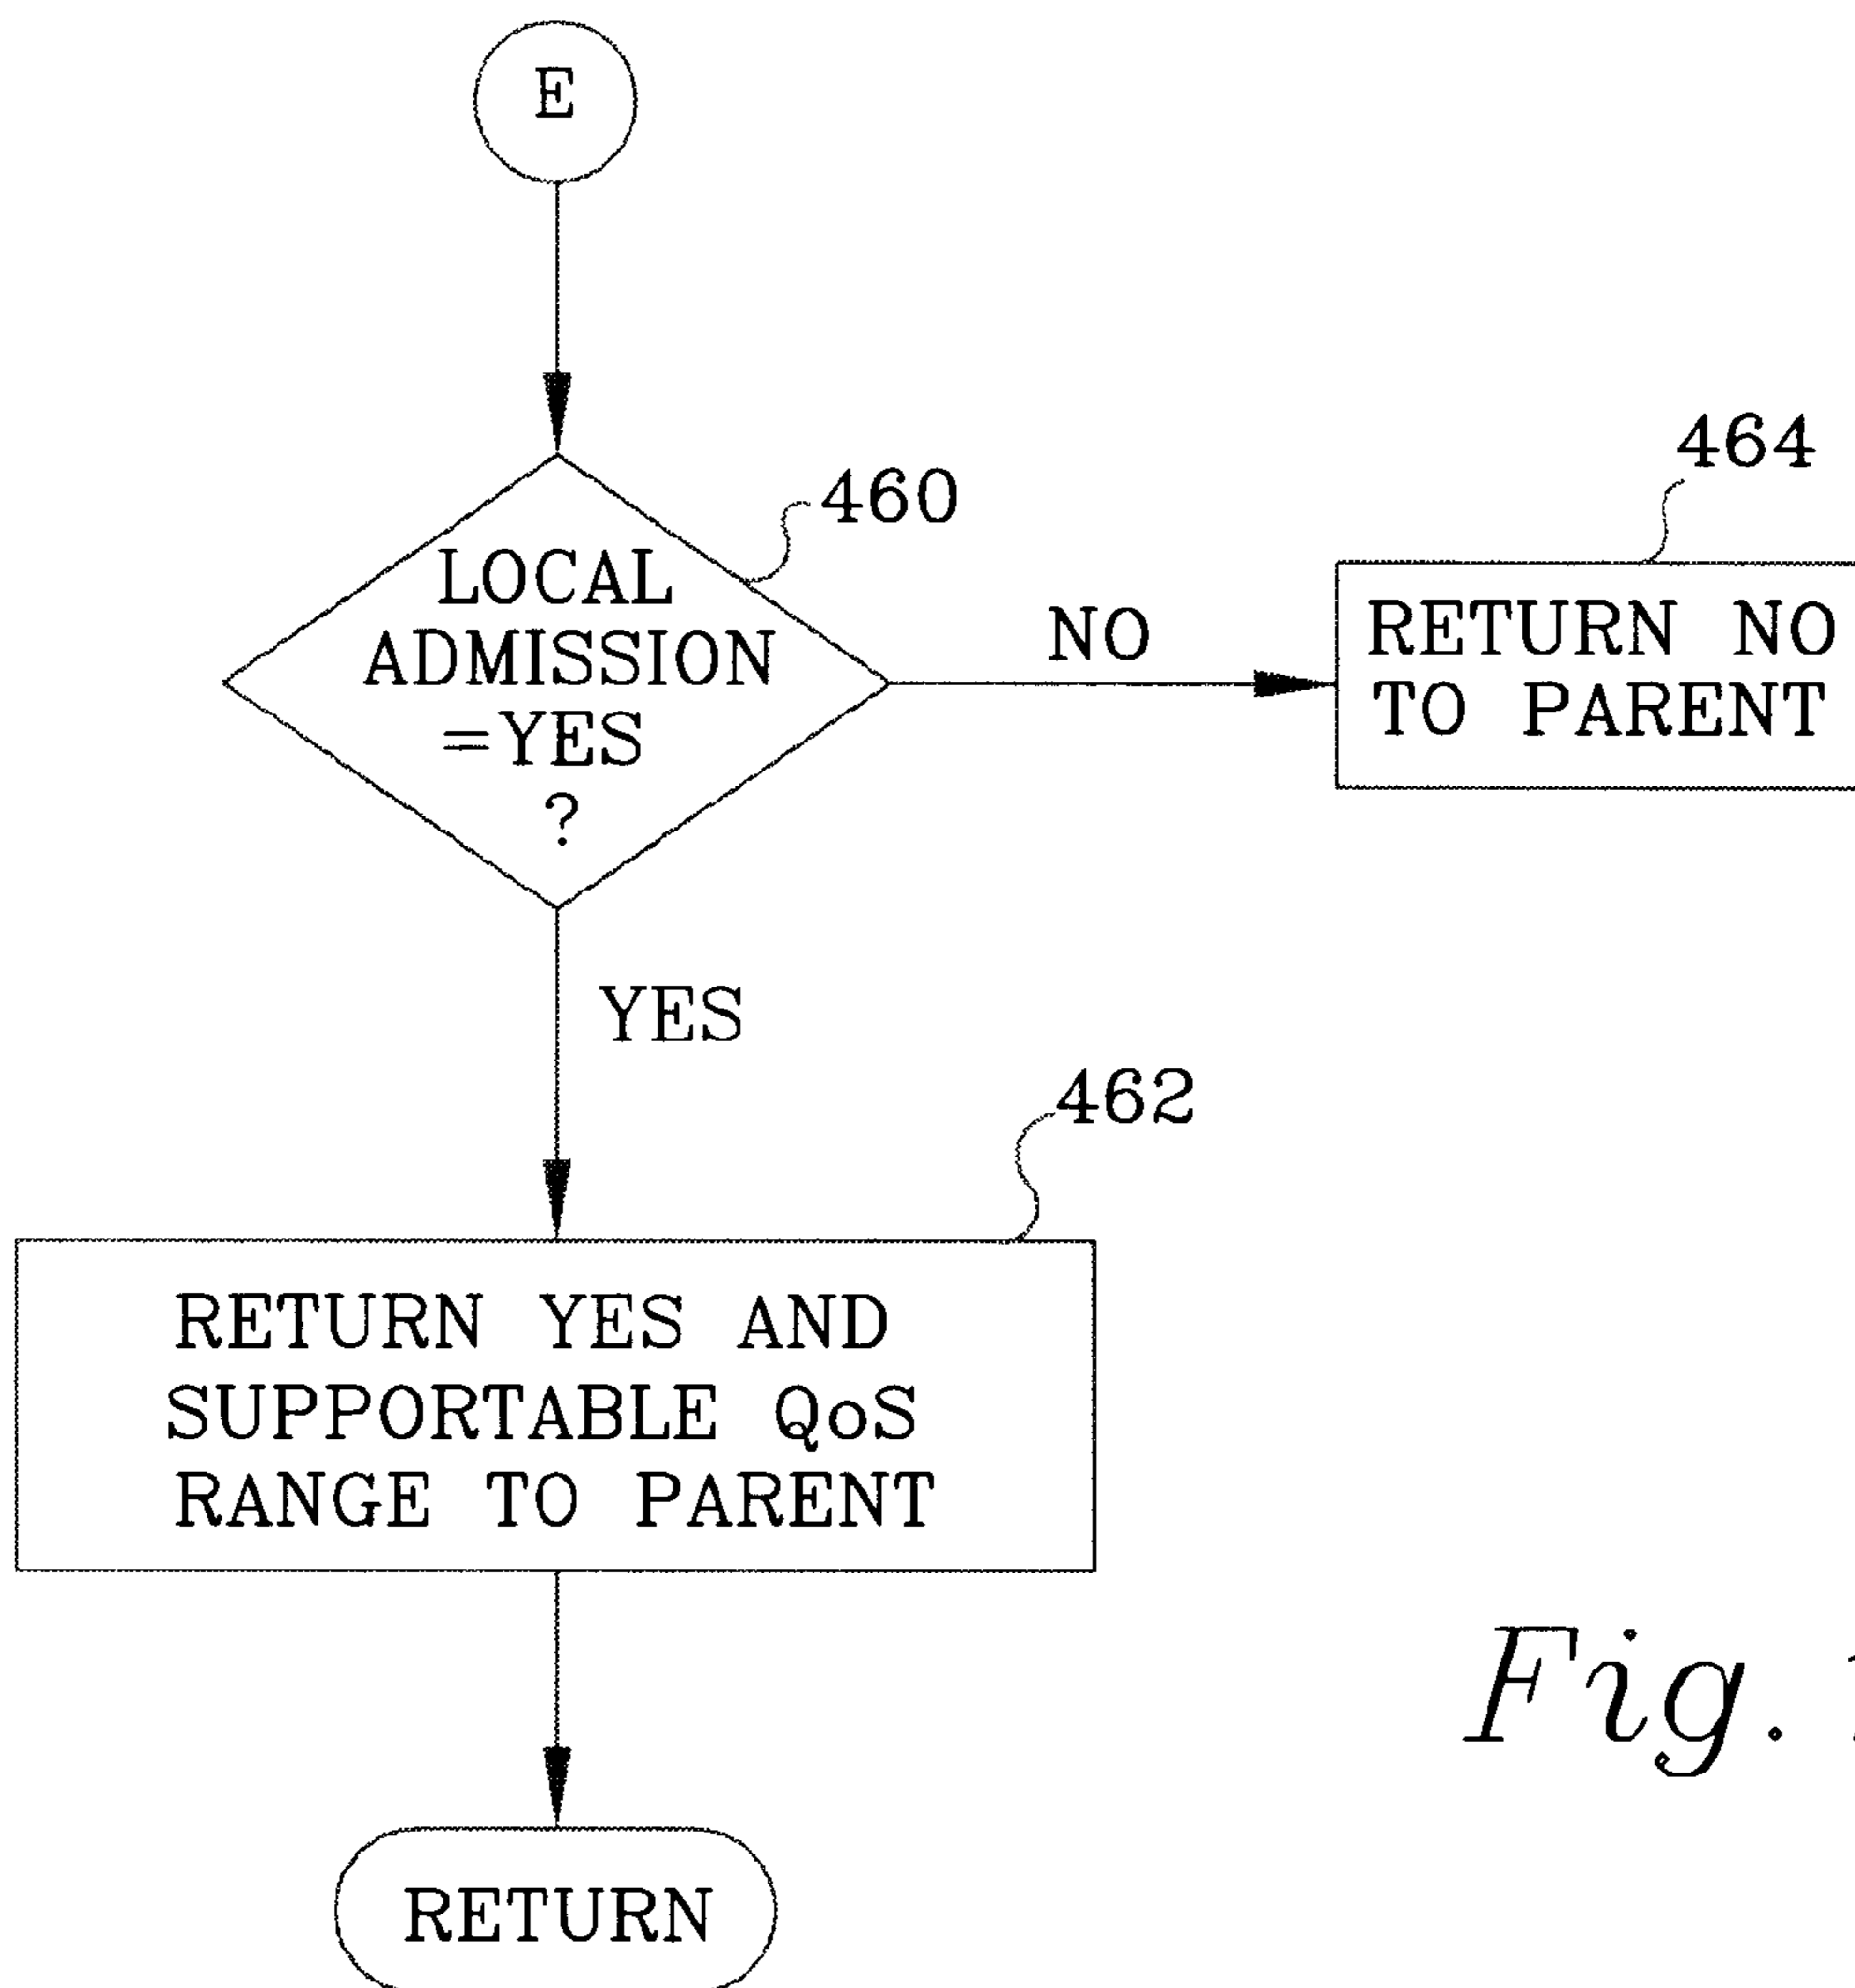 E
460
LOCAL
ADMISSION
=YES
?
NO
464
RETURN NO
TO PARENT
YES
462
RETURN YES AND
SUPPORTABLE QoS
RANGE TO PARENT
RETURN
Fig.